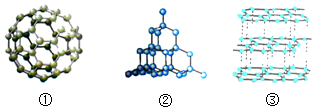 ① ② ③